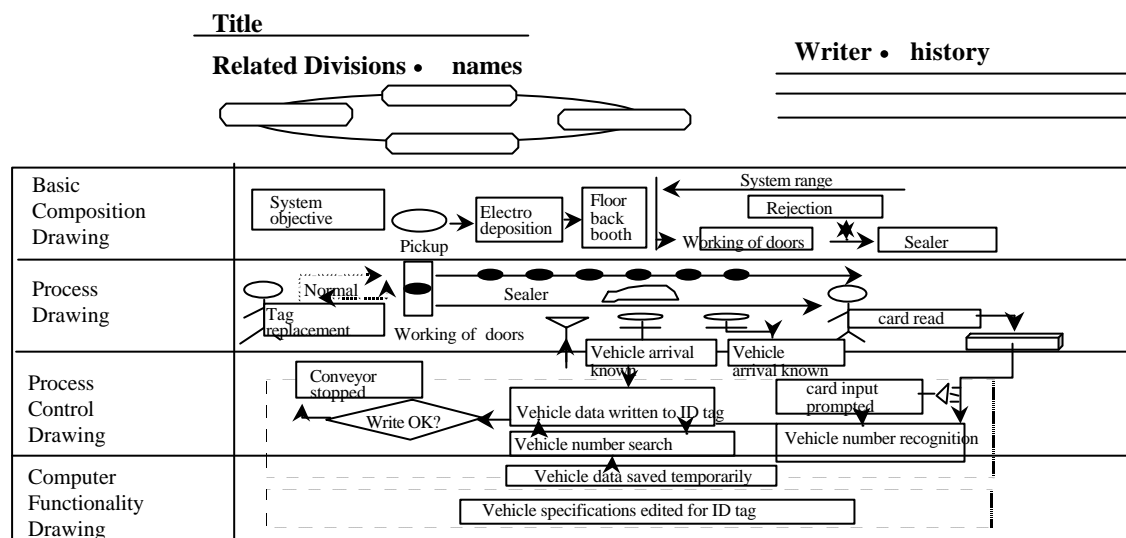 Title
Related Divisions • names
Writer • history
Basic
Composition
Drawing
System
objective
Pickup
Electro
deposition
Floor
back
booth
System range
Rejection
Working of doors
Sealer
Process
Drawing
Normal
Tag
replacement
Working of doors
Sealer
card read
Vehicle arrival
known
Vehicle
arrival known
Process
Control
Drawing
Conveyor
stopped
Write OK?
Vehicle data written to ID tag
Vehicle number search
card input
prompted
Vehicle number recognition
Computer
Functionality
Drawing
Vehicle data saved temporarily
Vehicle specifications edited for ID tag